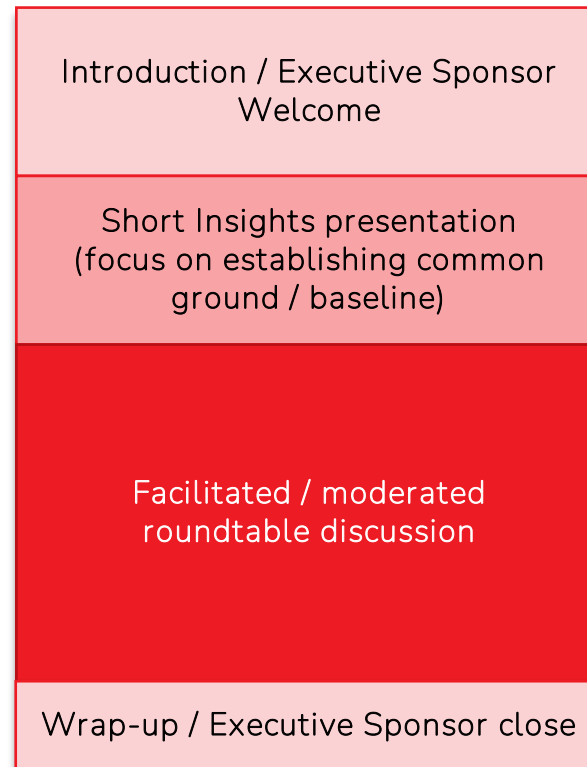 Introduction / Executive Sponsor
Welcome
Short Insights presentation
(focus on establishing common
ground / baseline)
Facilitated / moderated
roundtable discussion
Wrap-up / Executive Sponsor close